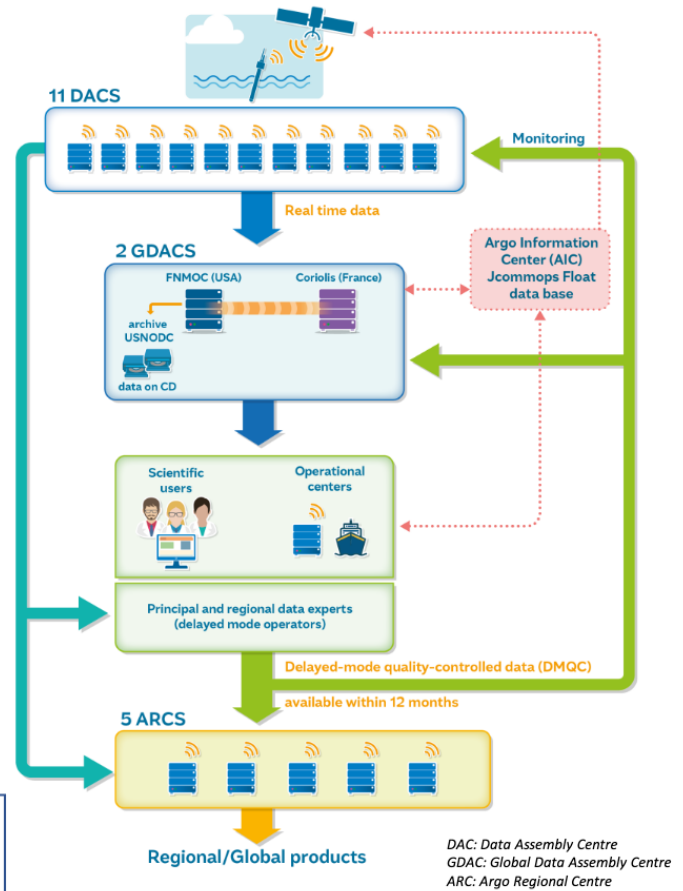 11 DACS
Monitoring
Real time data
Argo Information
Center (AIC)
Jcommops Float
data base
2 GDACS
FNMOC (USA)
Coriolis (France)
archive
USNODC
data on CD
Scientific
users
Operational
centers
Principal and regional data experts
(delayed mode operators)
Delayed-mode quality-controlled data (DMQC)
available within 12 months
5 ARCS
Regional/Global products
DAC: Data Assembly Centre
GDAC: Global Data Assembly Centre
ARC: Argo Regional Centre